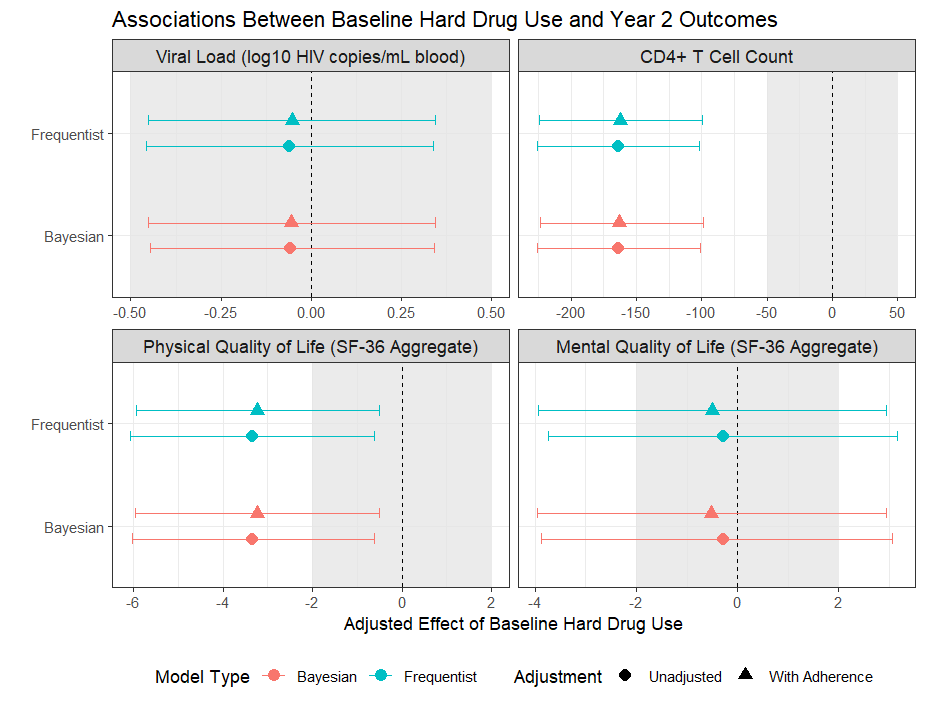 Associations Between Baseline Hard Drug Use and Year 2 Outcomes
Viral Load (log10 HIV copies/mL blood)
CD4+ T Cell Count
Frequentist
Bayesian
-0.50 -0.25 0.00 0.25 0.50
-200 -150 -100 -50 0 50
Physical Quality of Life (SF-36 Aggregate)
Mental Quality of Life (SF-36 Aggregate)
Frequentist
Bayesian
-6 -4 -2 0 2
-4 -2 0 2
Adjusted Effect of Baseline Hard Drug Use
Model Type Bayesian Frequentist Adjustment Unadjusted With Adherence